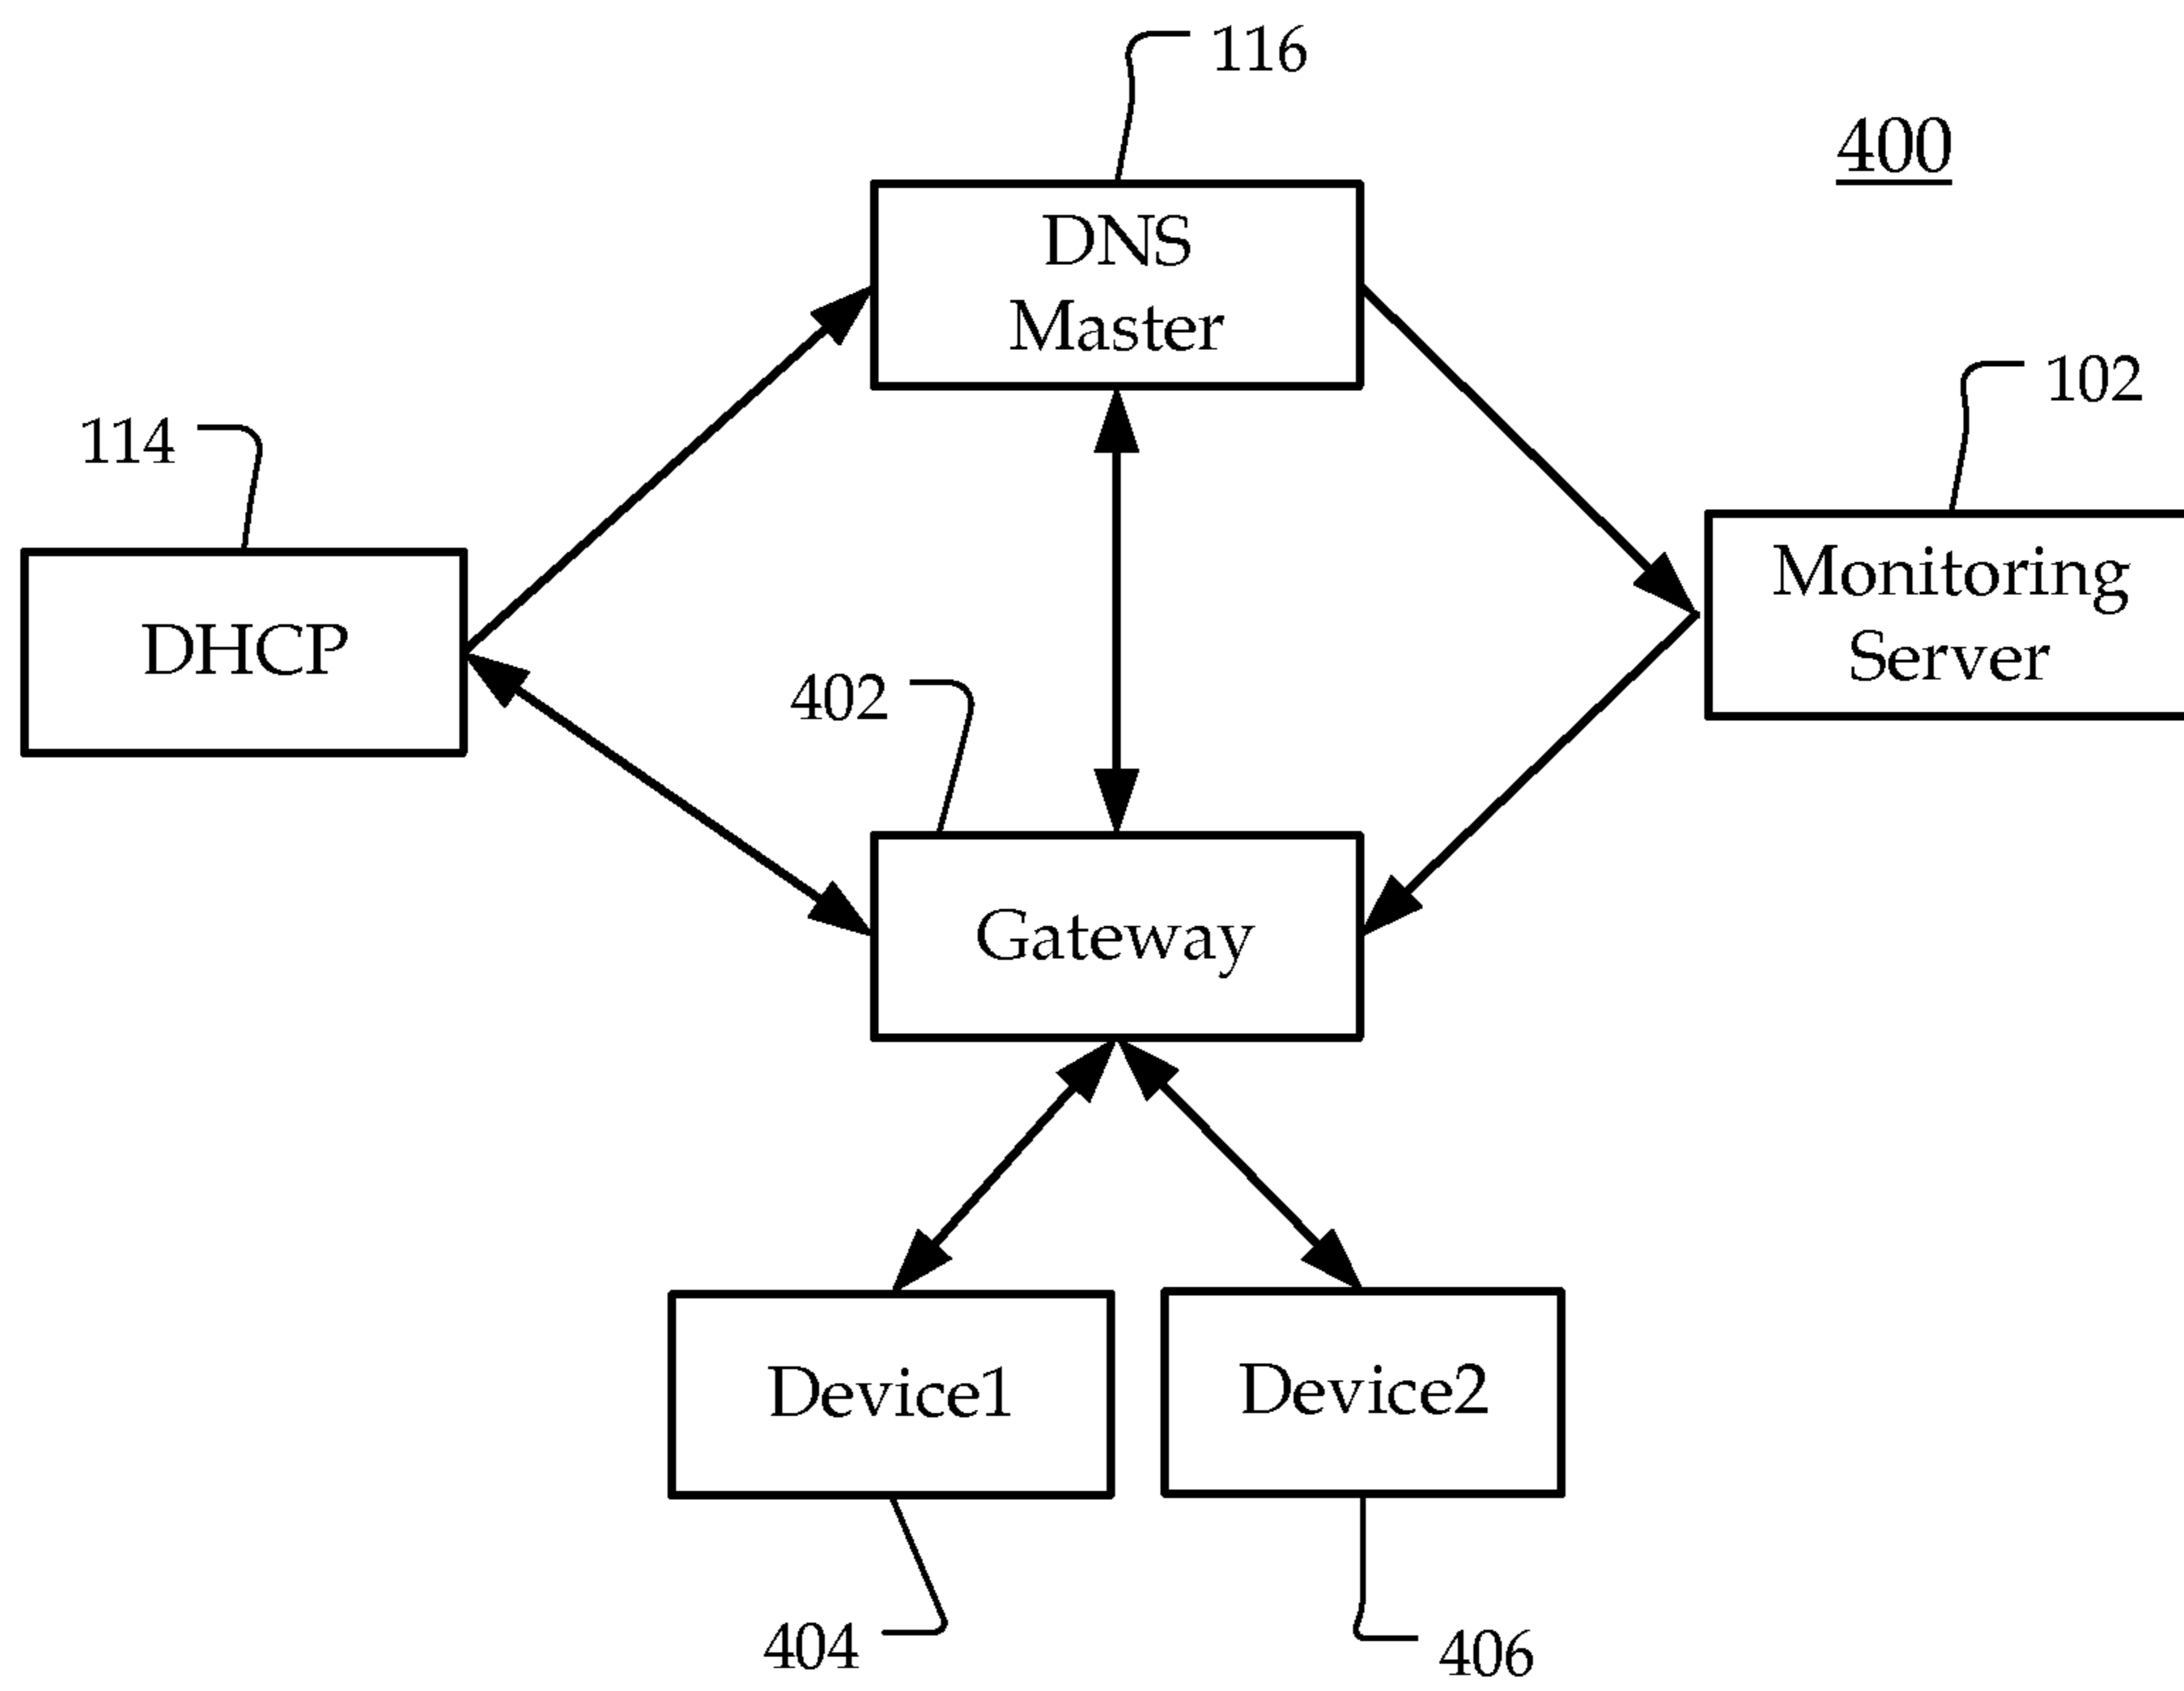 116
400
DNS
Master
102
114
Monitoring
Server
DHCP
402
Gateway
Device1
Device2
404
406